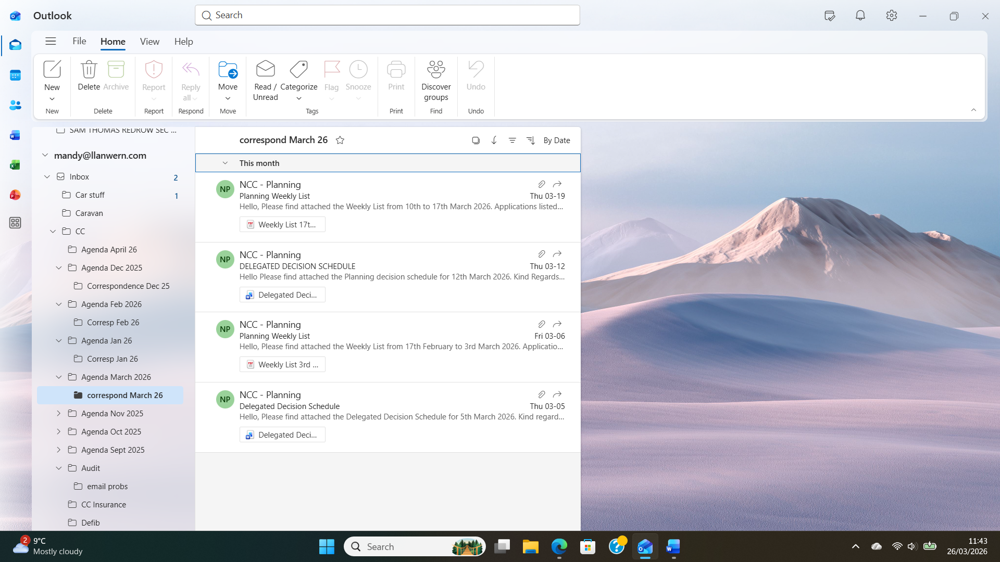 Outlook
Search
File Home View Help
New
Delete Archive
Report
Reply all
Move
Read / Unread
Categorize
Flag
Snooze
Print
Discover groups
Undo
New
Delete
Report
Respond
Move
Tags
Print
Find
Undo
SAM THOMAS REDROW SEC ...
mandy@llanwern.com
Inbox 2
Car stuff 1
Caravan
CC
Agenda April 26
Agenda Dec 2025
Correspondence Dec 25
Agenda Feb 2026
Corresp Feb 26
Agenda Jan 26
Corresp Jan 26
Agenda March 2026
correspond March 26
Agenda Nov 2025
Agenda Oct 2025
Agenda Sept 2025
Audit
email probs
CC Insurance
Defib
correspond March 26
By Date
This month
NP
NCC - Planning
Planning Weekly List Thu 03-19
Hello, Please find attached the Weekly List from 10th to 17th March 2026. Applications listed...
PDF Weekly List 17t...
NP
NCC - Planning
DELEGATED DECISION SCHEDULE Thu 03-12
Hello Please find attached the Planning decision schedule for 12th March 2026. Kind Regards...
W Delegated Deci...
NP
NCC - Planning
Planning Weekly List Fri 03-06
Hello, Please find attached the Weekly List from 17th February to 3rd March 2026. Applicatio...
PDF Weekly List 3rd ...
NP
NCC - Planning
Delegated Decision Schedule Thu 03-05
Hello, Please find attached the Delegated Decision Schedule for 5th March 2026. Kind regard...
W Delegated Deci...
2
9°C
Mostly cloudy
Search
11:43
26/03/2026